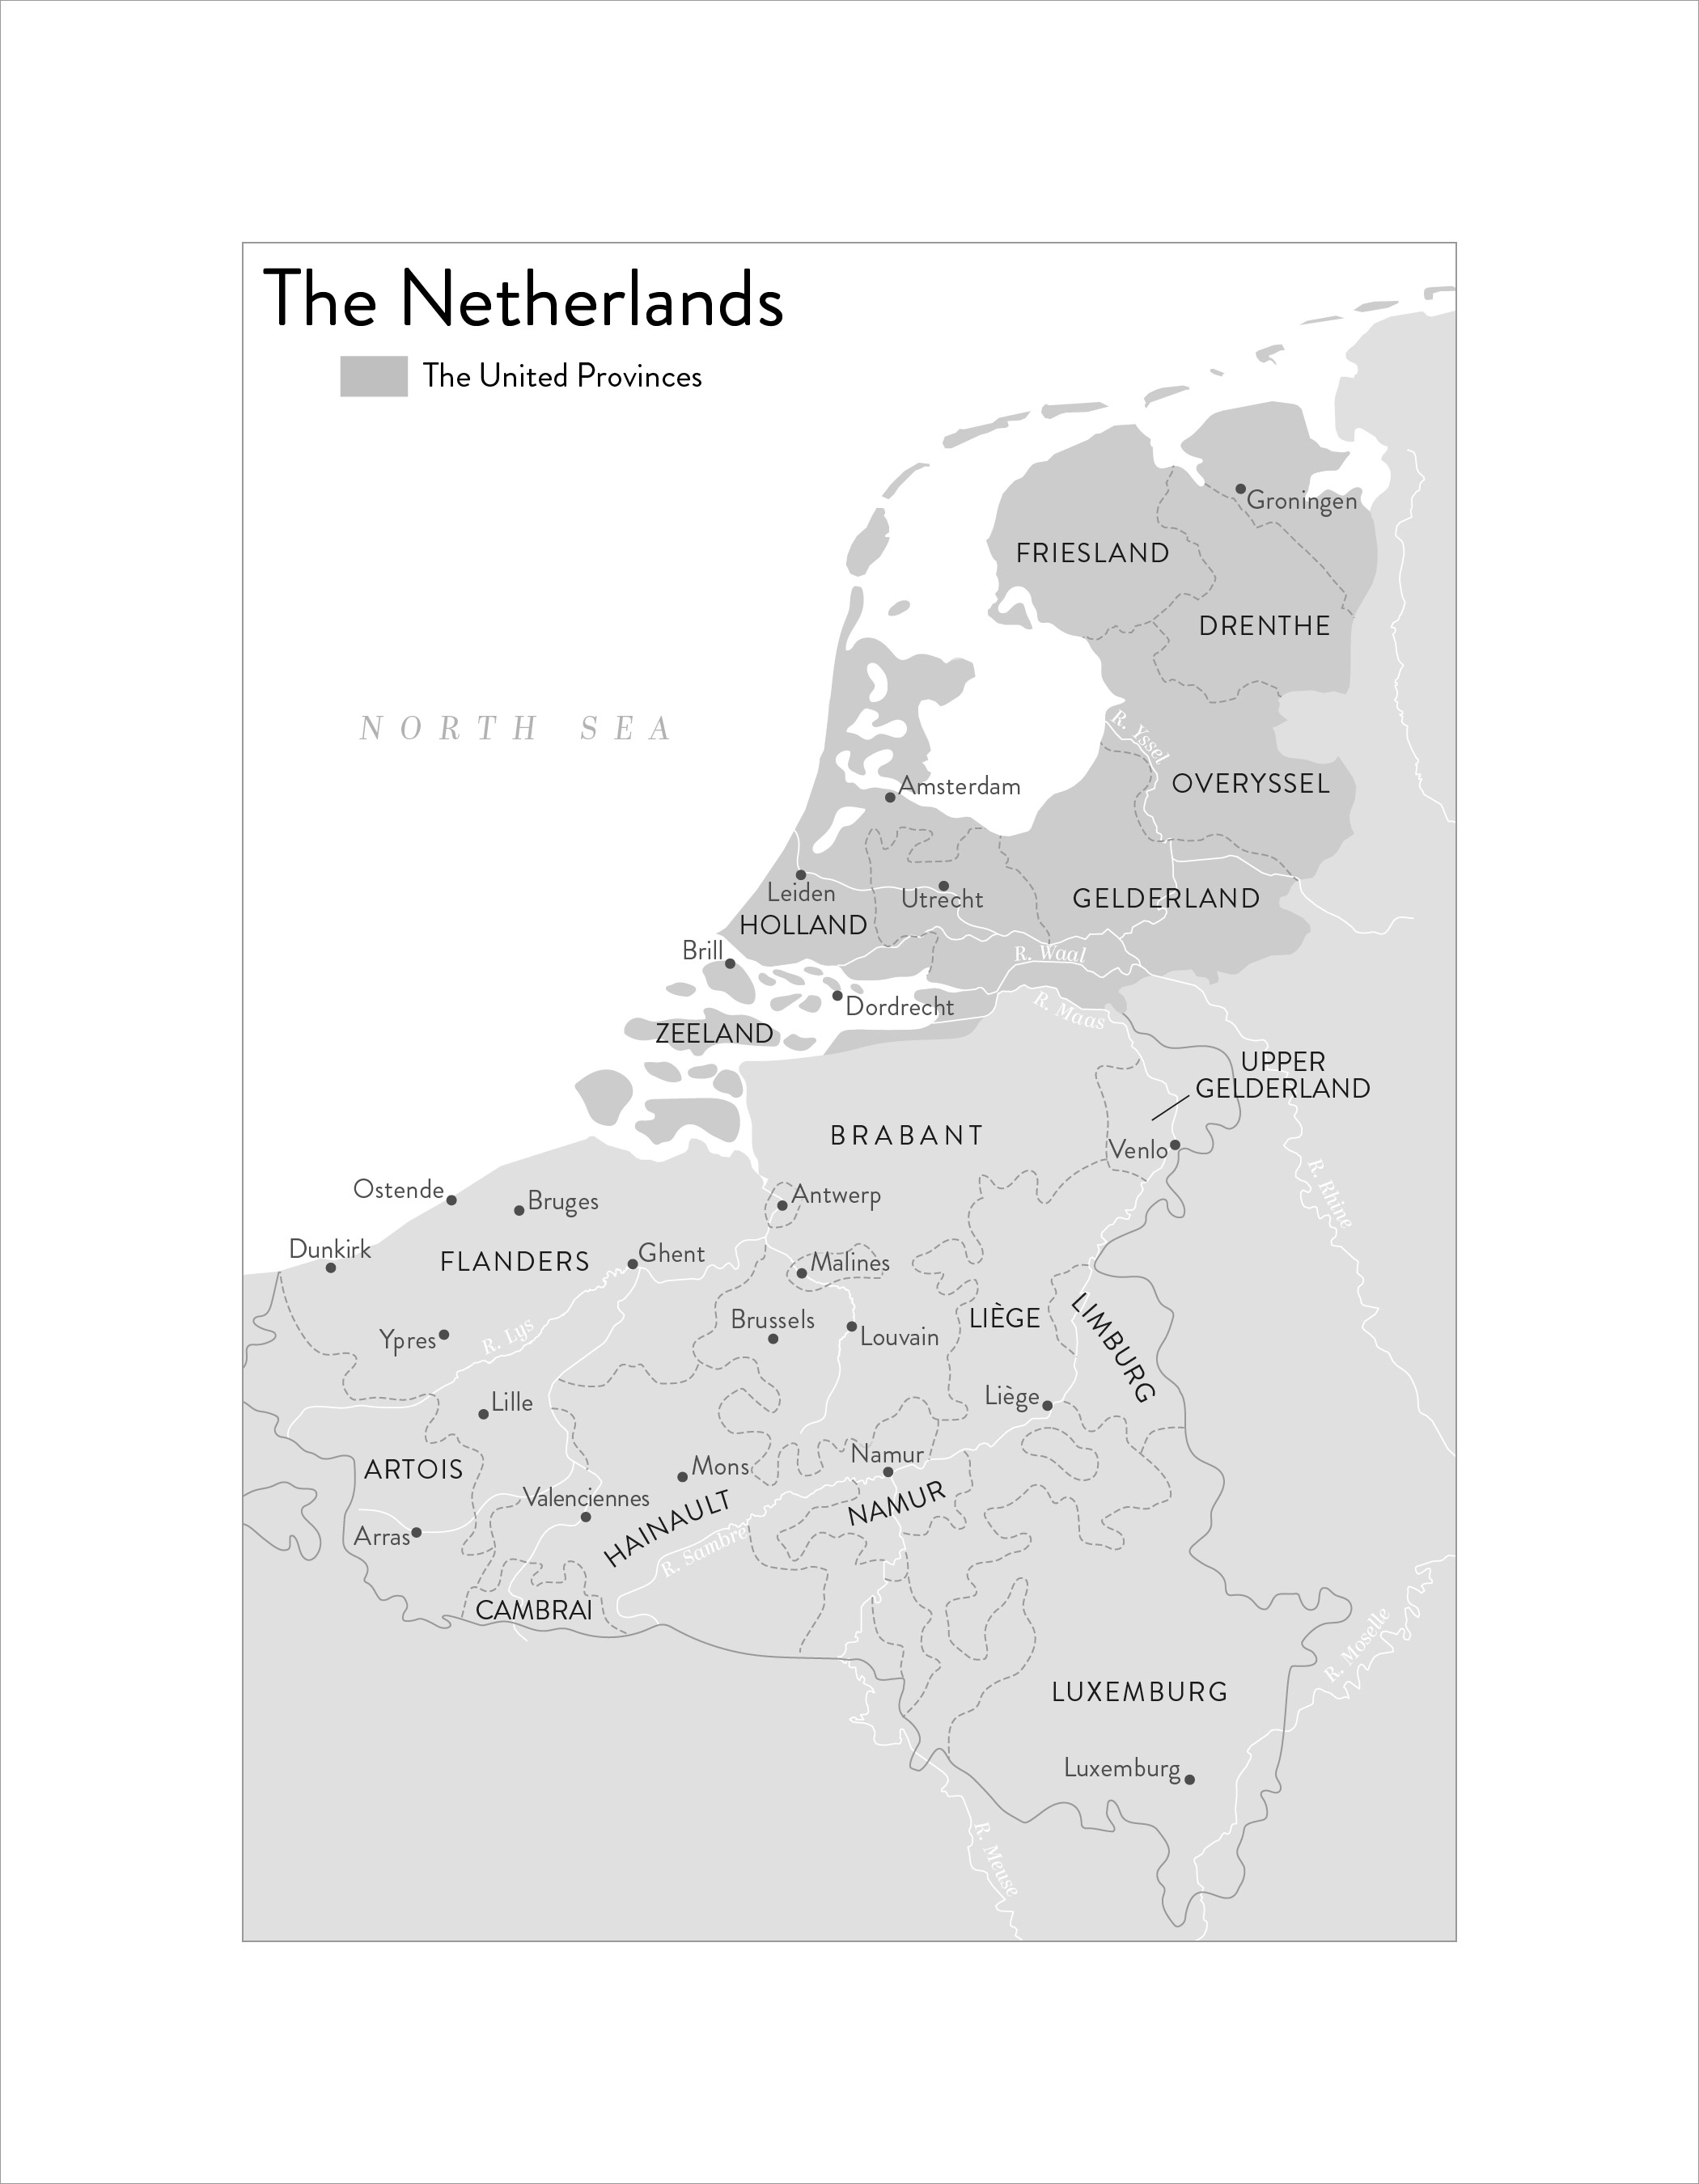 The Netherlands
The United Provinces
Groningen
FRIESLAND
DRENTHE
NORTH SEA
R. Yssel
OVERYSSEL
Amsterdam
Leiden
Utrecht
GELDERLAND
HOLLAND
Brill
R. Waal
Dordrecht
R. Maas
ZEELAND
UPPER
GELDERLAND
BRABANT
Venlo
R. Rhine
Ostende
Bruges
Antwerp
Dunkirk
FLANDERS
Ghent
Malines
Brussels
LIÈGE
LIMBURG
Ypres
R. Lys
Louvain
Lille
Liège
ARTOIS
Mons
Namur
Valenciennes
HAINAULT
NAMUR
Arras
R. Sambre
CAMBRAI
R. Moselle
LUXEMBURG
Luxemburg
R. Meuse